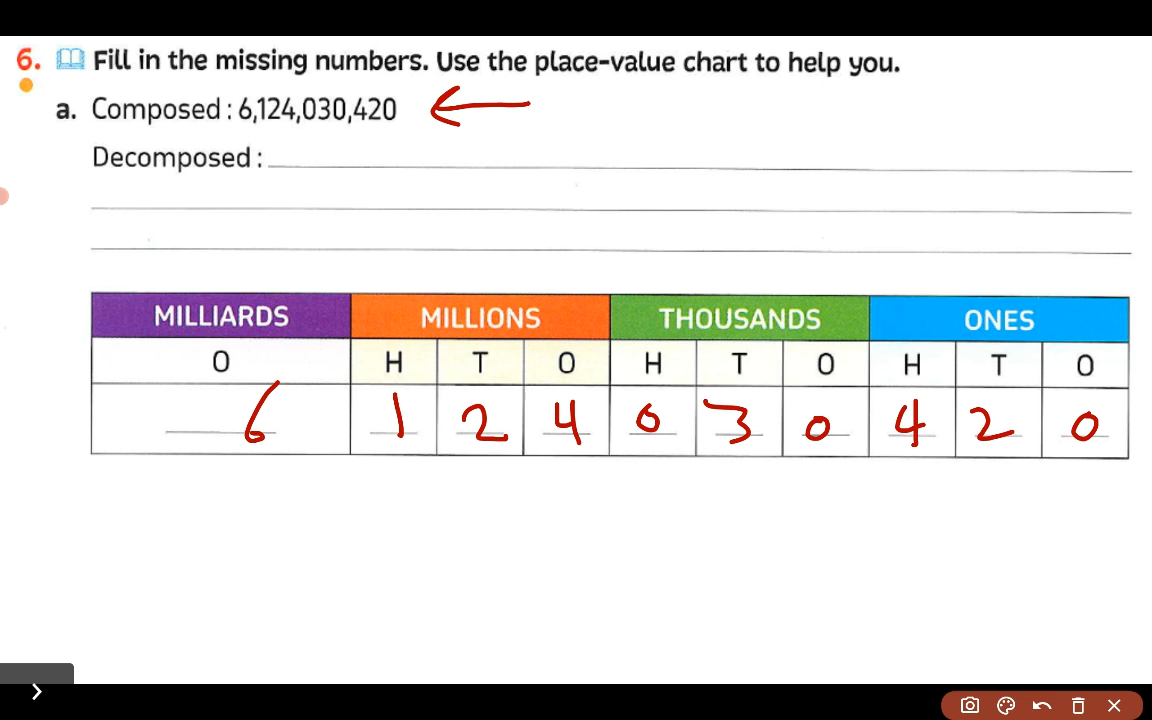 6. Fill in the missing numbers. Use the place-value chart to help you.
a. Composed : 6,124,030,420
Decomposed :
MILLIARDS MILLIONS THOUSANDS ONES
O H T O H T O H T O
6 1 2 4 0 3 0 4 2 0